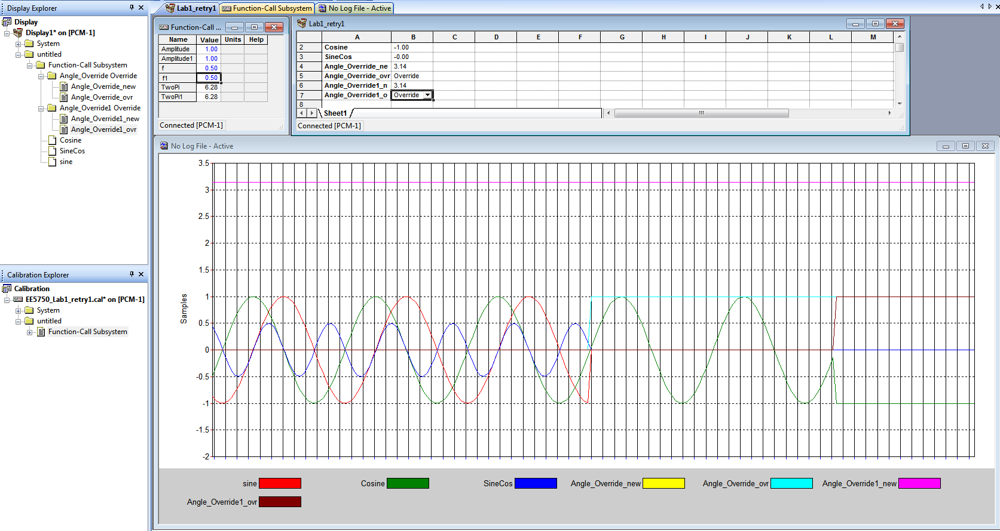 Display Explorer
Display
Display1* on [PCM-1]
System
untitled
Function-Call Subsystem
Angle_Override Override
Angle_Override_new
Angle_Override_ovr
Angle_Override1 Override
Angle_Override1_new
Angle_Override1_ovr
Cosine
SineCos
sine
Calibration Explorer
Calibration
EE5750_Lab1_retry1.cal* on [PCM-1]
System
untitled
Function-Call Subsystem
Lab1_retry1 Function-Call Subsystem No Log File - Active
Function-Call ...
Name Value Units Help
Amplitude 1.00
Amplitude1 1.00
f 0.50
f1 0.50
TwoPi 6.28
TwoPi1 6.28
Connected [PCM-1]
Lab1_retry1
A B C D E F G H I J K L M
2 Cosine -1.00
3 SineCos -0.00
4 Angle_Override_ne 3.14
5 Angle_Override_ovr Override
6 Angle_Override1_n 3.14
7 Angle_Override1_o Override
8
Sheet1
Connected [PCM-1]
No Log File - Active
3.5
3
2.5
2
1.5
1
0.5
0
-0.5
-1
-1.5
-2
Samples
sine Cosine SineCos Angle_Override_new Angle_Override_ovr Angle_Override1_new
Angle_Override1_ovr